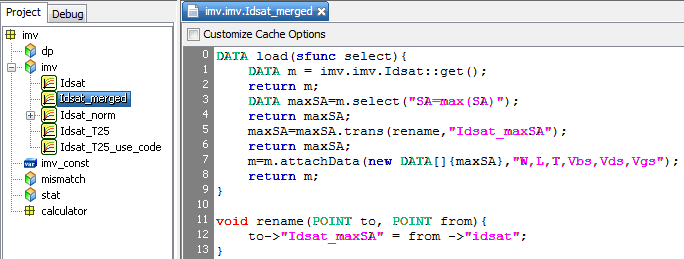 Project Debug
imv.imv.Idsat_merged
Customize Cache Options
imv
dp
imv
Idsat
Idsat_merged
Idsat_norm
Idsat_T25
Idsat_T25_use_code
imv_const
mismatch
stat
calculator
0 DATA load(sfunc select){
1 DATA m = imv.imv.Idsat::get();
2 return m;
3 DATA maxSA=m.select("SA=max(SA)");
4 return maxSA;
5 maxSA=maxSA.trans(rename,"Idsat_maxSA");
6 return maxSA;
7 m=m.attachData(new DATA[]{maxSA},"W,L,T,Vbs,Vds,Vgs");
8 return m;
9 }
10
11 void rename(POINT to, POINT from){
12 to->"Idsat_maxSA" = from ->"idsat";
13 }